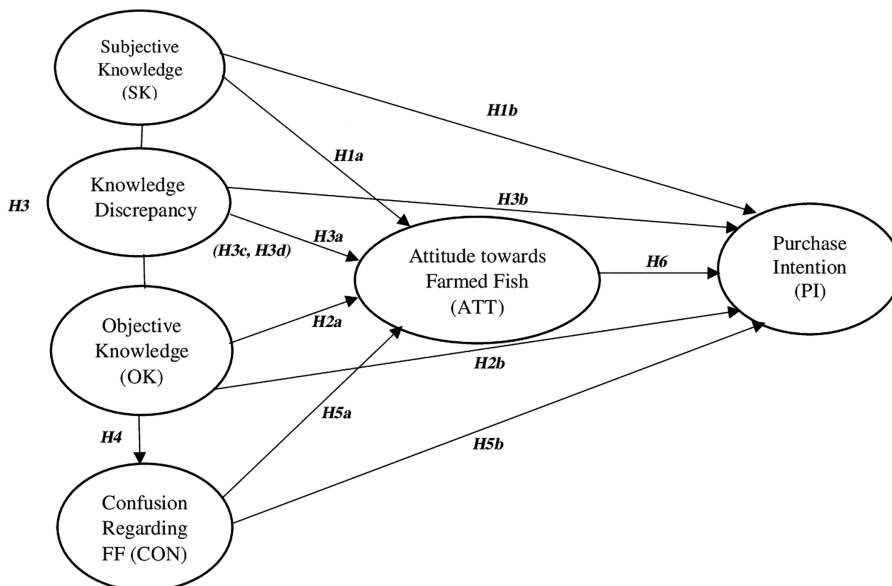 Subjective
Knowledge
(SK)
H1b
H1a
Knowledge
Discrepancy
H3
H3b
(H3c, H3d)
H3a
Attitude towards
Farmed Fish
(ATT)
H6
Purchase
Intention
(PI)
Objective
Knowledge
(OK)
H2a
H2b
H4
H5a
H5b
Confusion
Regarding
FF (CON)